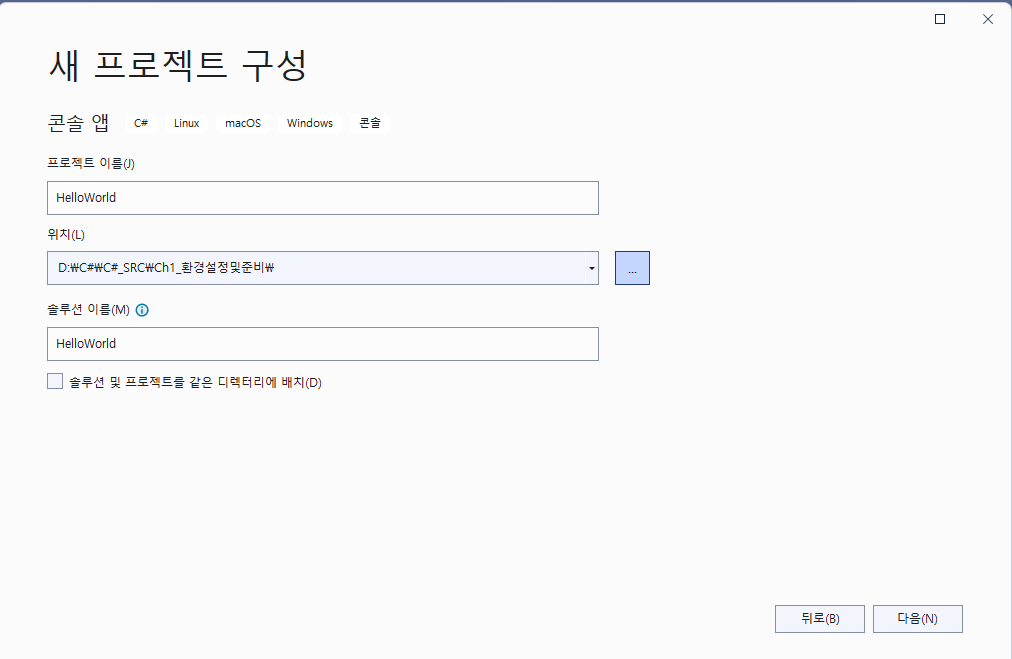 새 프로젝트 구성
콘솔 앱 C# Linux macOS Windows 콘솔
프로젝트 이름(J)
HelloWorld
위치(L)
D:₩C#₩C#_SRC₩Ch1_환경설정및준비₩
...
솔루션 이름(M)
HelloWorld
솔루션 및 프로젝트를 같은 디렉터리에 배치(D)
뒤로(B) 다음(N)